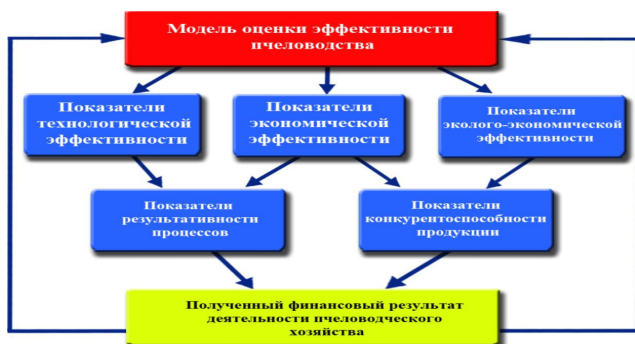 Модель оценки эффективности
пчеловодства
Показатели
технологической
эффективности
Показатели
экономической
эффективности
Показатели
эколого-экономической
эффективности
Показатели
результативности
процессов
Показатели
конкурентоспособности
продукции
Полученный финансовый результат
деятельности пчеловодческого
хозяйства